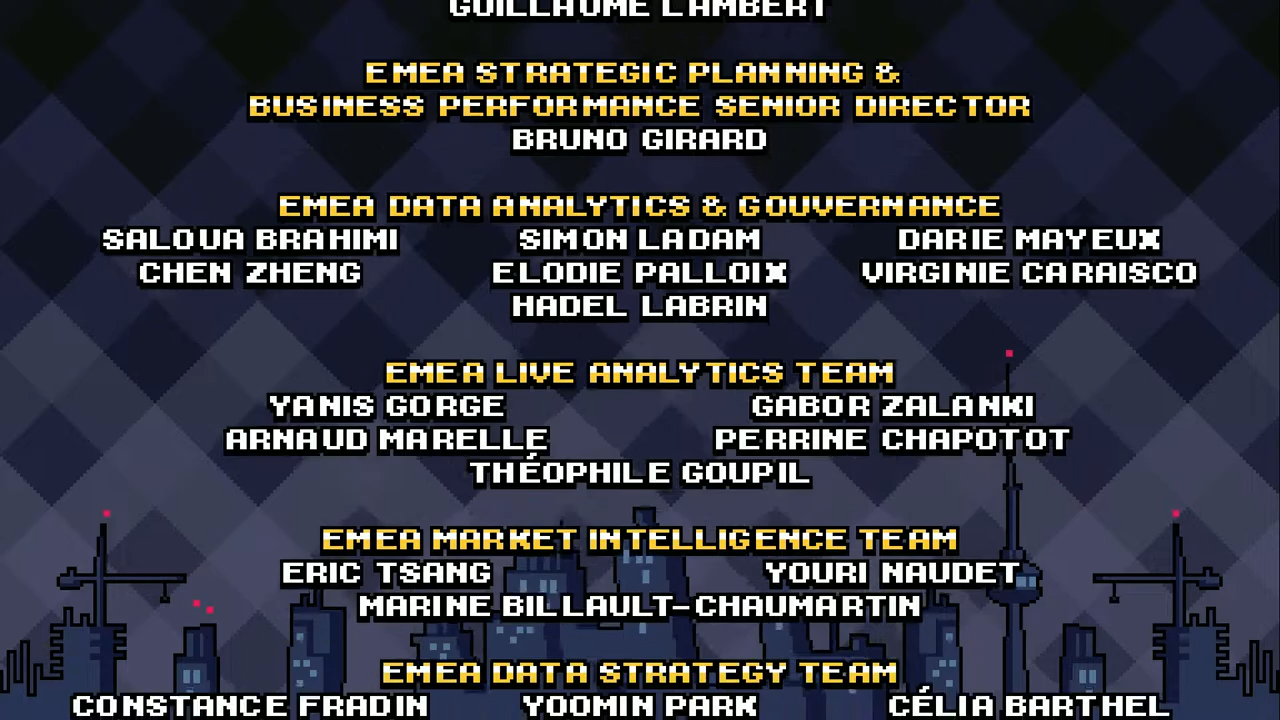 GUILLAUME LAMBERT
EMEA STRATEGIC PLANNING &
BUSINESS PERFORMANCE SENIOR DIRECTOR
BRUNO GIRARD
EMEA DATA ANALYTICS & GOUVERNANCE
SALOUA BRAHIMI SIMON LADAM DARIE MAYEUX
CHEN ZHENG ELODIE PALLOIX VIRGINIE CARAISCO
HADEL LABRIN
EMEA LIVE ANALYTICS TEAM
YANIS GORGE GABOR ZALANKI
ARNAUD MARELLE PERRINE CHAPOTOT
THÉOPHILE GOUPIL
EMEA MARKET INTELLIGENCE TEAM
ERIC TSANG YOURI NAUDET
MARINE BILLAULT-CHAUMARTIN
EMEA DATA STRATEGY TEAM
CONSTANCE FRADIN YOOMIN PARK CÉLIA BARTHEL